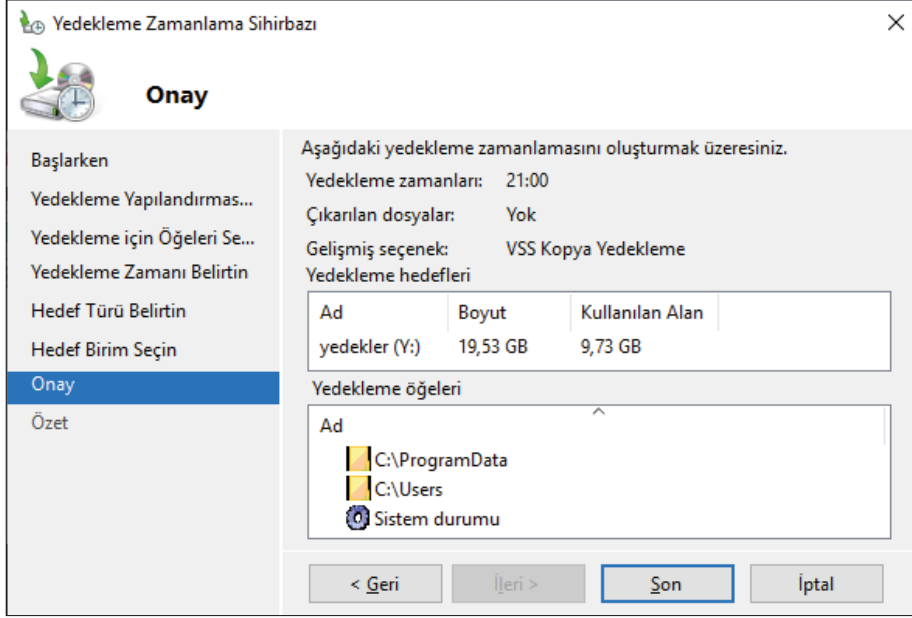 Yedekleme Zamanlama Sihirbazı
Onay
Başlarken
Yedekleme Yapılandırmas...
Yedekleme için Öğeleri Se...
Yedekleme Zamanı Belirtin
Hedef Türü Belirtin
Hedef Birim Seçin
Onay
Özet
Aşağıdaki yedekleme zamanlamasını oluşturmak üzeresiniz.
Yedekleme zamanları: 21:00
Çıkarılan dosyalar: Yok
Gelişmiş seçenek: VSS Kopya Yedekleme
Yedekleme hedefleri
Ad Boyut Kullanılan Alan
yedekler (Y:) 19,53 GB 9,73 GB
Yedekleme öğeleri
Ad
C:\ProgramData
C:\Users
Sistem durumu
< Geri İleri > Son İptal